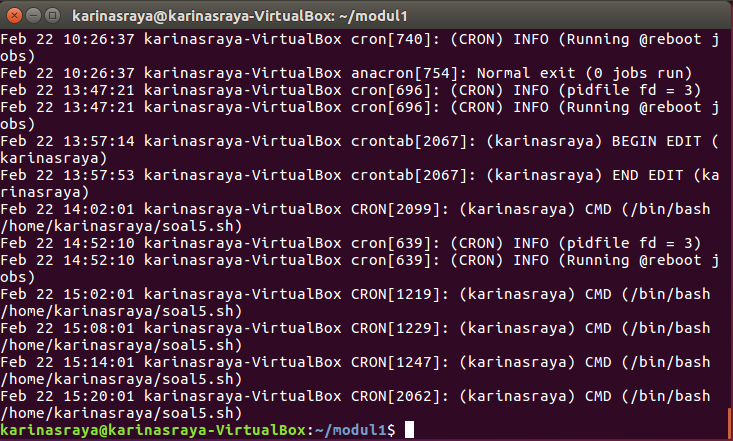 karinasraya@karinasraya-VirtualBox: ~/modul1
Feb 22 10:26:37 karinasraya-VirtualBox cron[740]: (CRON) INFO (Running @reboot j
obs)
Feb 22 10:26:37 karinasraya-VirtualBox anacron[754]: Normal exit (0 jobs run)
Feb 22 13:47:21 karinasraya-VirtualBox cron[696]: (CRON) INFO (pidfile fd = 3)
Feb 22 13:47:21 karinasraya-VirtualBox cron[696]: (CRON) INFO (Running @reboot j
obs)
Feb 22 13:57:14 karinasraya-VirtualBox crontab[2067]: (karinasraya) BEGIN EDIT (
karinasraya)
Feb 22 13:57:53 karinasraya-VirtualBox crontab[2067]: (karinasraya) END EDIT (ka
rinasraya)
Feb 22 14:02:01 karinasraya-VirtualBox CRON[2099]: (karinasraya) CMD (/bin/bash 
/home/karinasraya/soal5.sh)
Feb 22 14:52:10 karinasraya-VirtualBox cron[639]: (CRON) INFO (pidfile fd = 3)
Feb 22 14:52:10 karinasraya-VirtualBox cron[639]: (CRON) INFO (Running @reboot j
obs)
Feb 22 15:02:01 karinasraya-VirtualBox CRON[1219]: (karinasraya) CMD (/bin/bash 
/home/karinasraya/soal5.sh)
Feb 22 15:08:01 karinasraya-VirtualBox CRON[1229]: (karinasraya) CMD (/bin/bash 
/home/karinasraya/soal5.sh)
Feb 22 15:14:01 karinasraya-VirtualBox CRON[1247]: (karinasraya) CMD (/bin/bash 
/home/karinasraya/soal5.sh)
Feb 22 15:20:01 karinasraya-VirtualBox CRON[2062]: (karinasraya) CMD (/bin/bash 
/home/karinasraya/soal5.sh)
karinasraya@karinasraya-VirtualBox:~/modul1$